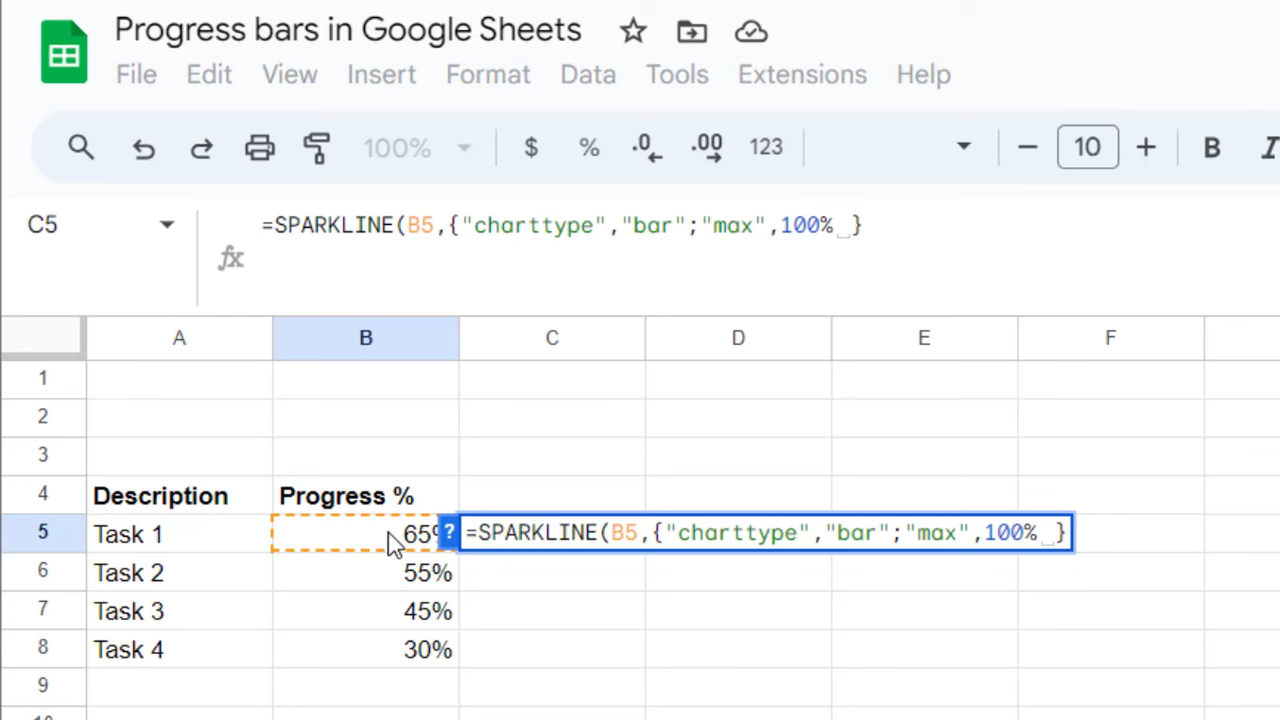 Progress bars in Google Sheets
File Edit View Insert Format Data Tools Extensions Help
100% $ % .0 .00 123 10 B I
C5 =SPARKLINE(B5,{"charttype","bar";"max",100% }
fx
A B C D E F
1
2
3
4 Description Progress %
5 Task 1 65% ? =SPARKLINE(B5,{"charttype","bar";"max",100% }
6 Task 2 55%
7 Task 3 45%
8 Task 4 30%
9
10